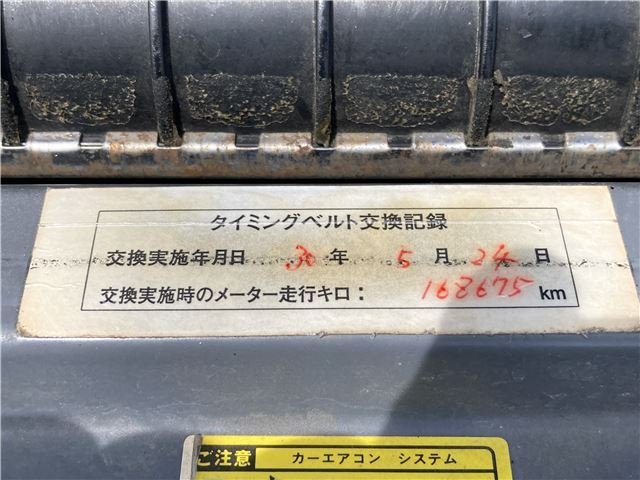 タイミングベルト交換記録
交換実施年月日 30 年 5 月 24 日
交換実施時のメーター走行キロ： 168675 km
ご注意 カーエアコン システム